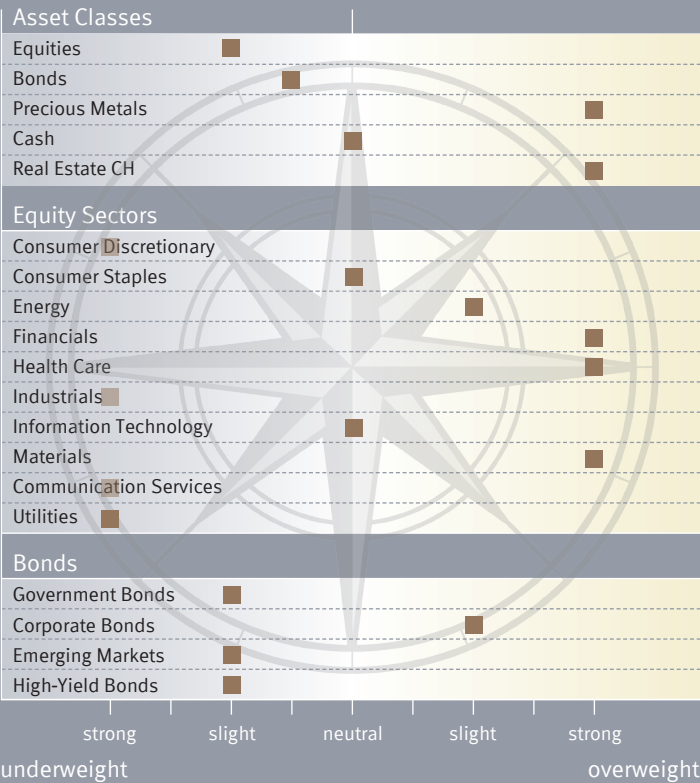 Asset Classes
Equities
Bonds
Precious Metals
Cash
Real Estate CH
Equity Sectors
Consumer Discretionary
Consumer Staples
Energy
Financials
Health Care
Industrials
Information Technology
Materials
Communication Services
Utilities
Bonds
Government Bonds
Corporate Bonds
Emerging Markets
High-Yield Bonds
strong slight neutral slight strong
underweight overweight